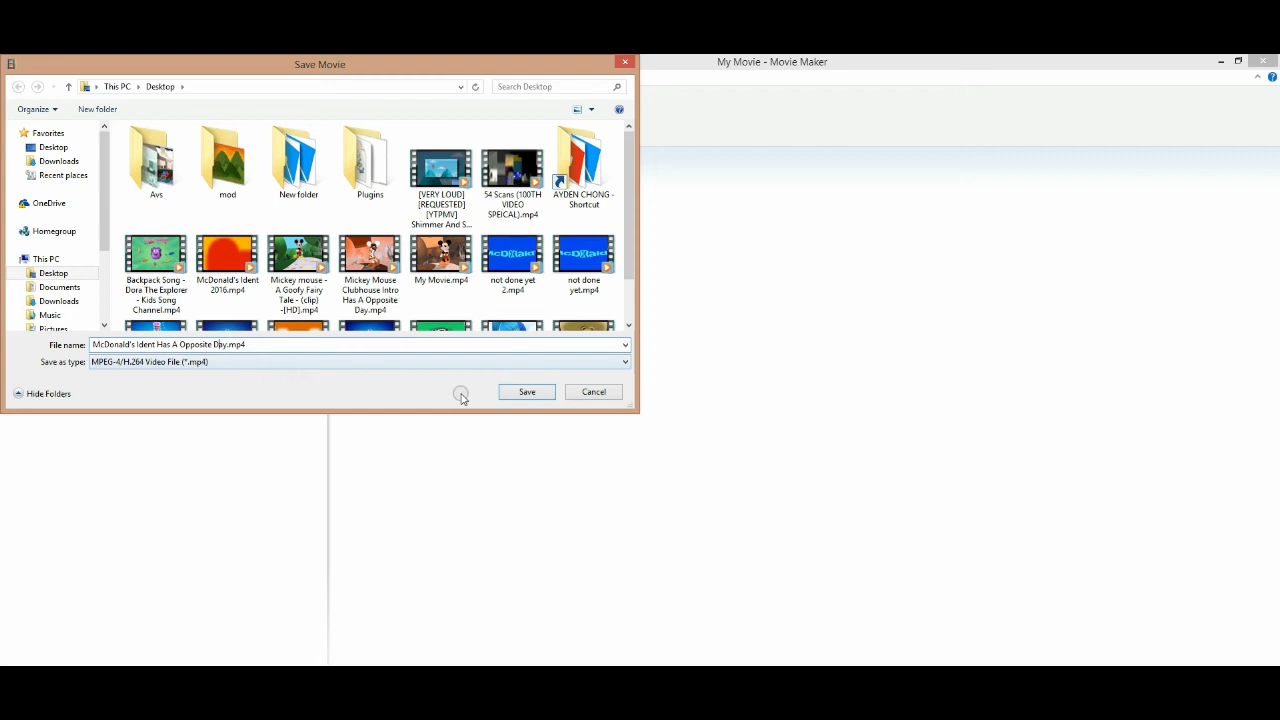 Save Movie
My Movie - Movie Maker
This PC
Desktop
Search Desktop
Organize
New folder
Favorites
Desktop
Downloads
Recent places
OneDrive
Homegroup
This PC
Desktop
Documents
Downloads
Music
Pictures
Avs
mod
New folder
Plugins
[VERY LOUD]
[REQUESTED]
[YTPMV]
Shimmer And S...
54 Scans (100TH
VIDEO
SPEICAL).mp4
AYDEN CHONG -
Shortcut
Backpack Song -
Dora The Explorer
- Kids Song
Channel.mp4
McDonald's Ident
2016.mp4
Mickey mouse -
A Goofy Fairy
Tale - (clip)
-[HD].mp4
Mickey Mouse
Clubhouse Intro
Has A Opposite
Day.mp4
My Movie.mp4
not done yet
2.mp4
not done
yet.mp4
File name:
McDonald's Ident Has A Opposite Day.mp4
Save as type:
MPEG-4/H.264 Video File (*.mp4)
Hide Folders
Save
Cancel